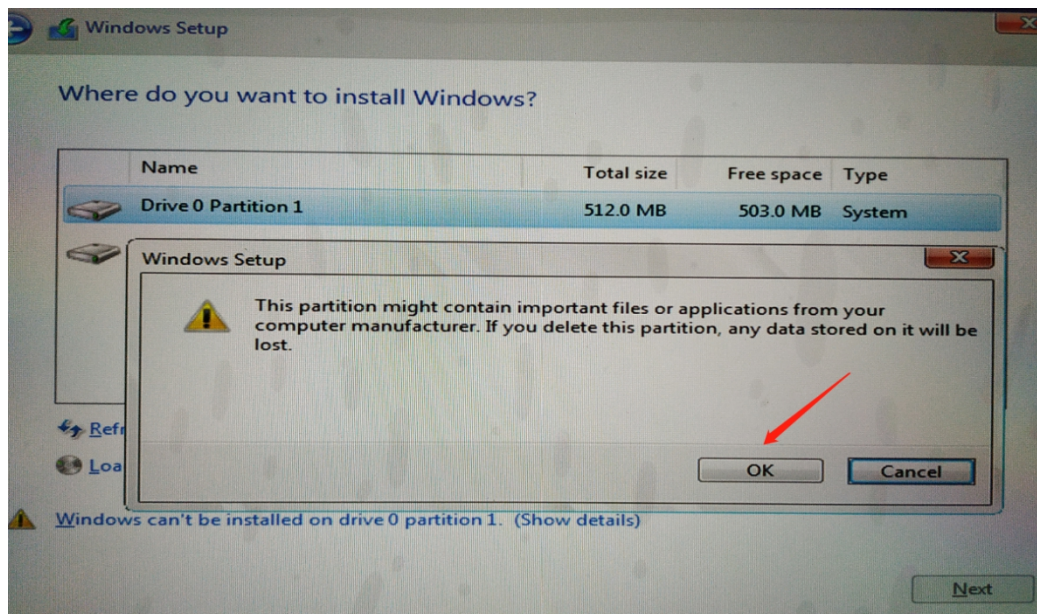 Windows Setup
Where do you want to install Windows?
Name Total size Free space Type
Drive 0 Partition 1 512.0 MB 503.0 MB System
Windows Setup
This partition might contain important files or applications from your
computer manufacturer. If you delete this partition, any data stored on it will be
lost.
Refr
OK Cancel
Loa
Windows can't be installed on drive 0 partition 1. (Show details)
Next